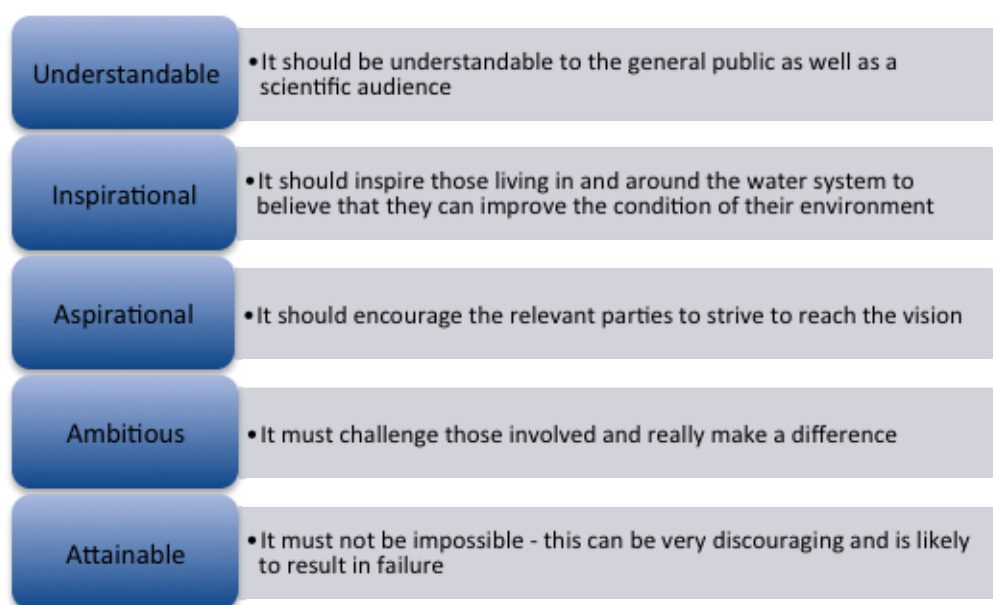 Understandable
•It should be understandable to the general public as well as a
scientific audience
Inspirational
•It should inspire those living in and around the water system to
believe that they can improve the condition of their environment
Aspirational
•It should encourage the relevant parties to strive to reach the vision
Ambitious
•It must challenge those involved and really make a difference
Attainable
•It must not be impossible - this can be very discouraging and is likely
to result in failure